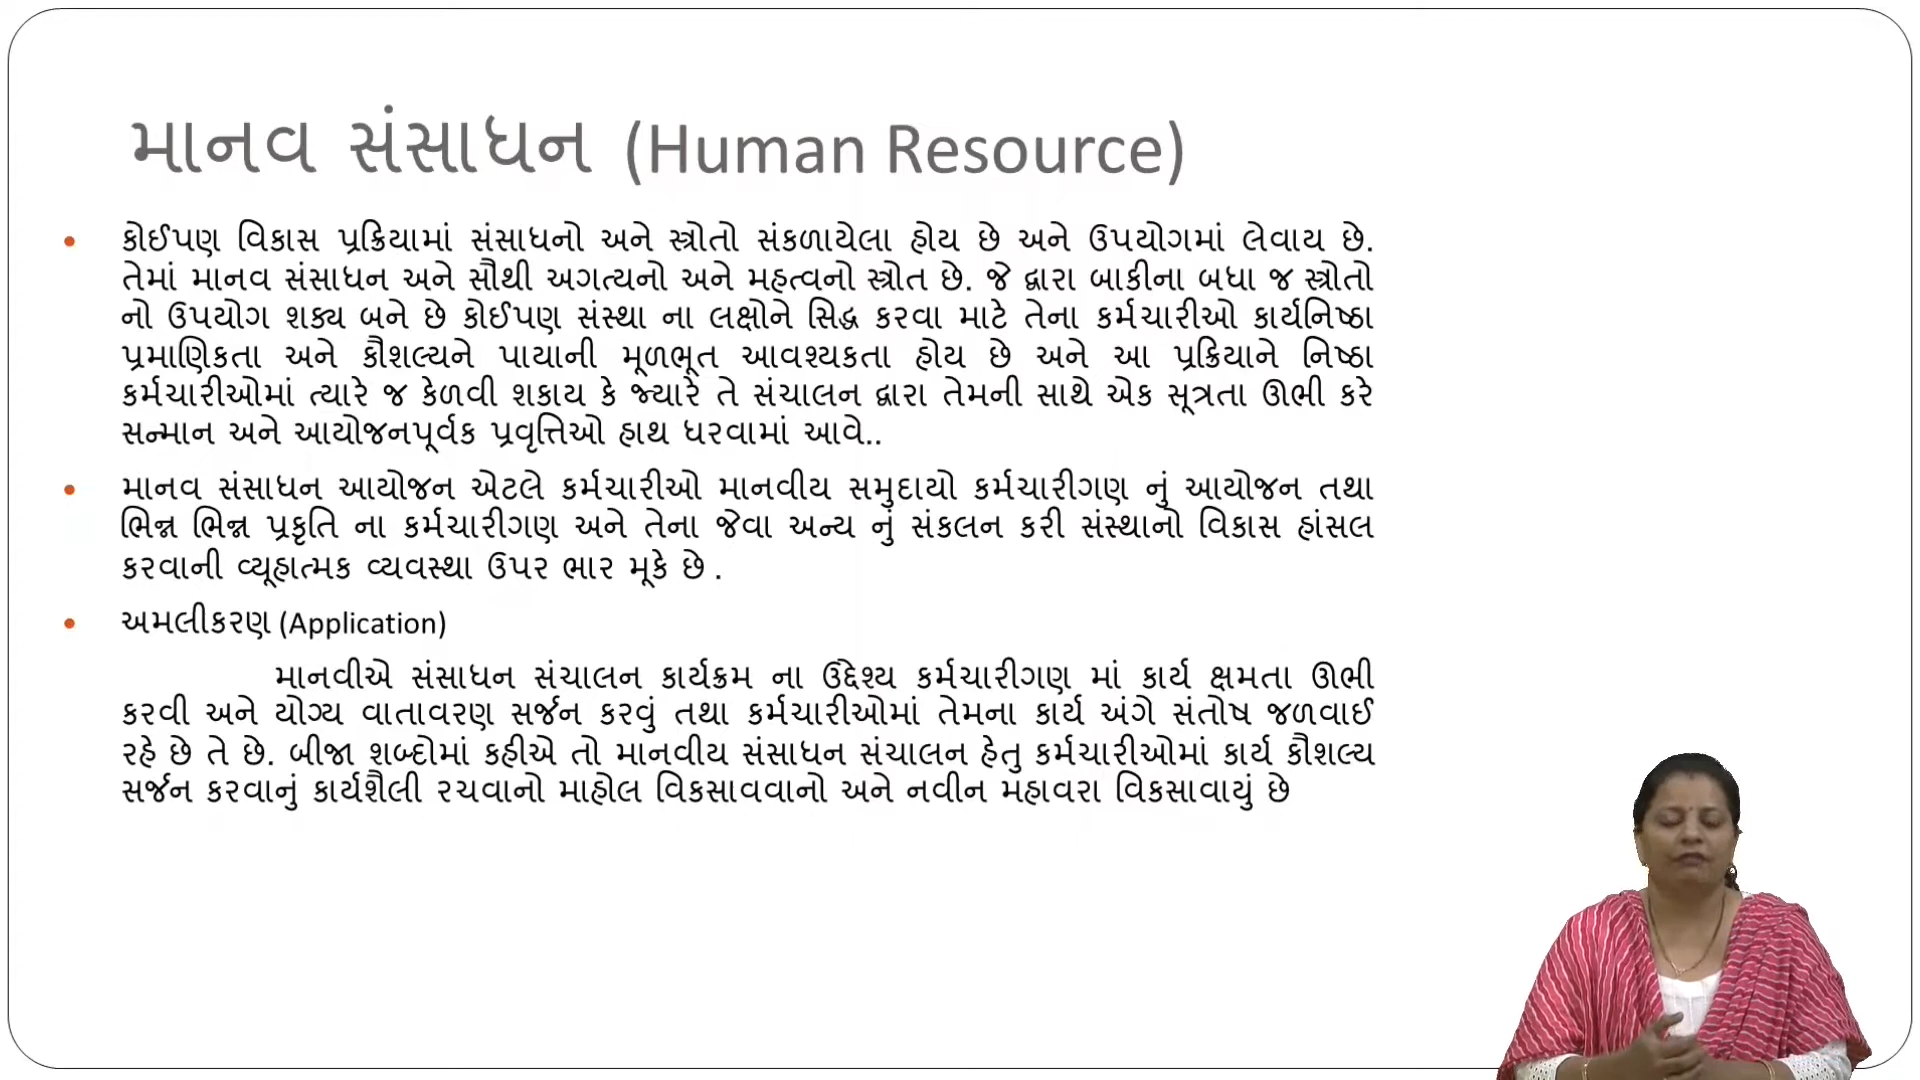 માનવ સંસાધન (Human Resource)
• કોઈપણ વિકાસ પ્રક્રિયામાં સંસાધનો અને સ્ત્રોતો સંકળાયેલા હોય છે અને ઉપયોગમાં લેવાય છે.
તેમાં માનવ સંસાધન અને સૌથી અગત્યનો અને મહત્વનો સ્ત્રોત છે. જે દ્વારા બાકીના બધા જ સ્ત્રોતો
નો ઉપયોગ શક્ય બને છે કોઈપણ સંસ્થા ના લક્ષોને સિદ્ધ કરવા માટે તેના કર્મચારીઓ કાર્યનિષ્ઠા
પ્રમાણિકતા અને કૌશલ્યને પાયાની મૂળભૂત આવશ્યકતા હોય છે અને આ પ્રક્રિયાને નિષ્ઠા
કર્મચારીઓમાં ત્યારે જ કેળવી શકાય કે જ્યારે તે સંચાલન દ્વારા તેમની સાથે એક સૂત્રતા ઊભી કરે
સન્માન અને આયોજનપૂર્વક પ્રવૃત્તિઓ હાથ ધરવામાં આવે..
• માનવ સંસાધન આયોજન એટલે કર્મચારીઓ માનવીય સમુદાયો કર્મચારીગણ નું આયોજન તથા
ભિન્ન ભિન્ન પ્રકૃતિ ના કર્મચારીગણ અને તેના જેવા અન્ય નું સંકલન કરી સંસ્થાનો વિકાસ હાંસલ
કરવાની વ્યૂહાત્મક વ્યવસ્થા ઉપર ભાર મૂકે છે .
• અમલીકરણ (Application)
માનવીએ સંસાધન સંચાલન કાર્યક્રમ ના ઉદ્દેશ્ય કર્મચારીગણ માં કાર્ય ક્ષમતા ઊભી
કરવી અને યોગ્ય વાતાવરણ સર્જન કરવું તથા કર્મચારીઓમાં તેમના કાર્ય અંગે સંતોષ જળવાઈ
રહે છે તે છે. બીજા શબ્દોમાં કહીએ તો માનવીય સંસાધન સંચાલન હેતુ કર્મચારીઓમાં કાર્ય કૌશલ્ય
સર્જન કરવાનું કાર્યશૈલી રચવાનો માહોલ વિકસાવવાનો અને નવીન મહાવરા વિકસાવાયું છે